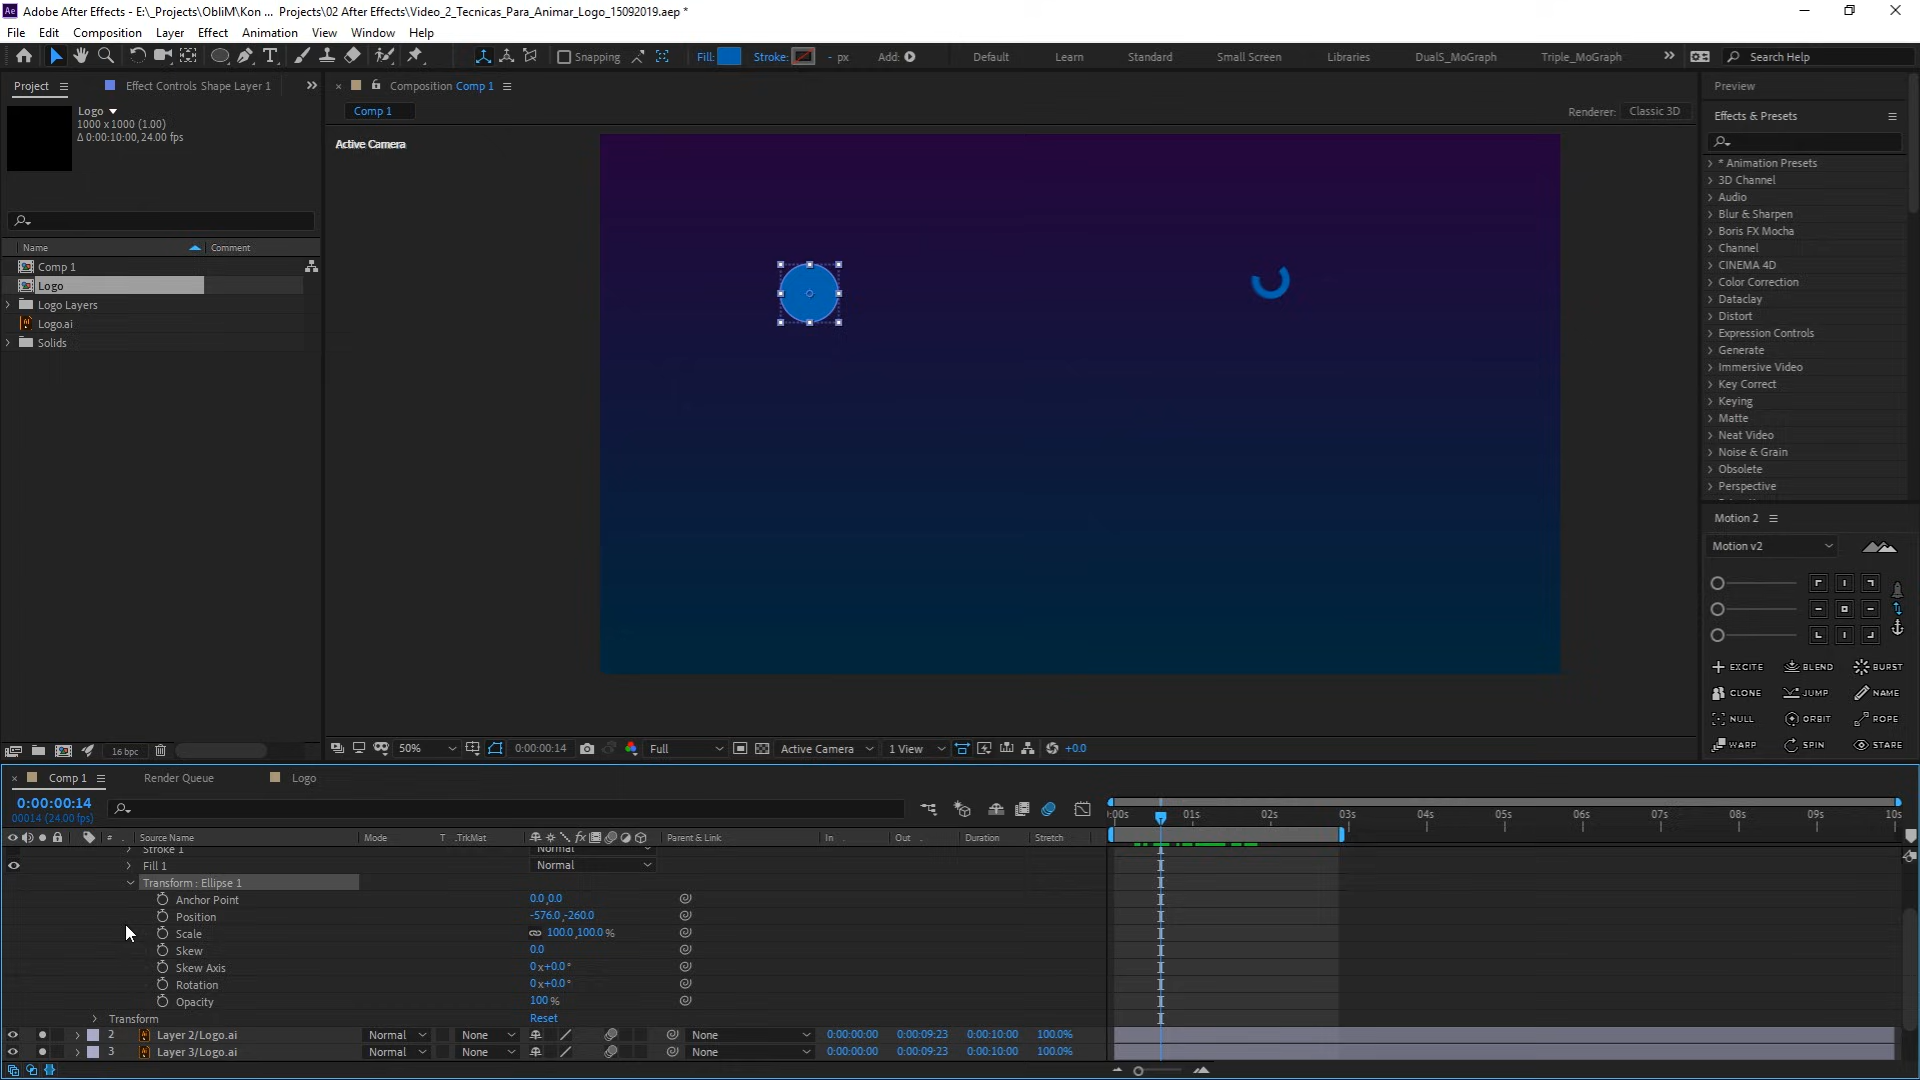 Adobe After Effects - E:\_Projects\ObliM\Kon ... Projects\02 After Effects\Video_2_Tecnicas_Para_Animar_Logo_15092019.aep *
File Edit Composition Layer Effect Animation View Window Help
Snapping Fill: Stroke: - px Add: Default Learn Standard Small Screen Libraries DualS_MoGraph Triple_MoGraph Search Help
Project Effect Controls Shape Layer 1
Logo
1000 x 1000 (1.00)
Δ 0:00:10:00, 24.00 fps
Name Comment
Comp 1
Logo
Logo Layers
Logo.ai
Solids
16 bpc
Composition Comp 1
Comp 1
Renderer: Classic 3D
Active Camera
50% 0:00:00:14 Full Active Camera 1 View +0.0
Preview
Effects & Presets
* Animation Presets
3D Channel
Audio
Blur & Sharpen
Boris FX Mocha
Channel
CINEMA 4D
Color Correction
Dataclay
Distort
Expression Controls
Generate
Immersive Video
Key Correct
Keying
Matte
Neat Video
Noise & Grain
Obsolete
Perspective
Motion 2
Motion v2
EXCITE BLEND BURST
CLONE JUMP NAME
NULL ORBIT ROPE
WARP SPIN STARE
Comp 1 Render Queue Logo
0:00:00:14
00014 (24.00 fps)
:00s 01s 02s 03s 04s 05s 06s 07s 08s 09s 10s
# Source Name Mode T .TrkMat Parent & Link In Out Duration Stretch
Stroke 1 Normal
Fill 1 Normal
Transform : Ellipse 1
Anchor Point 0.0,0.0
Position -576.0,-260.0
Scale 100.0,100.0%
Skew 0.0
Skew Axis 0x+0.0°
Rotation 0x+0.0°
Opacity 100%
Transform Reset
2 Layer 2/Logo.ai Normal None None 0:00:00:00 0:00:09:23 0:00:10:00 100.0%
3 Layer 3/Logo.ai Normal None None 0:00:00:00 0:00:09:23 0:00:10:00 100.0%